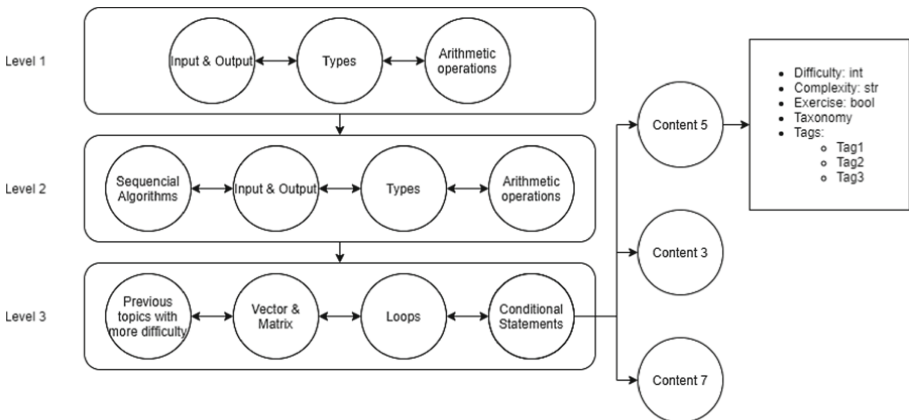 Level 1
Input & Output
Types
Arithmetic
operations
Level 2
Sequencial
Algorithms
Input & Output
Types
Arithmetic
operations
Level 3
Previous
topics with
more difficulty
Vector &
Matrix
Loops
Conditional
Statements
Content 5
Content 3
Content 7
Difficulty: int
Complexity: str
Exercise: bool
Taxonomy
Tags:
Tag1
Tag2
Tag3